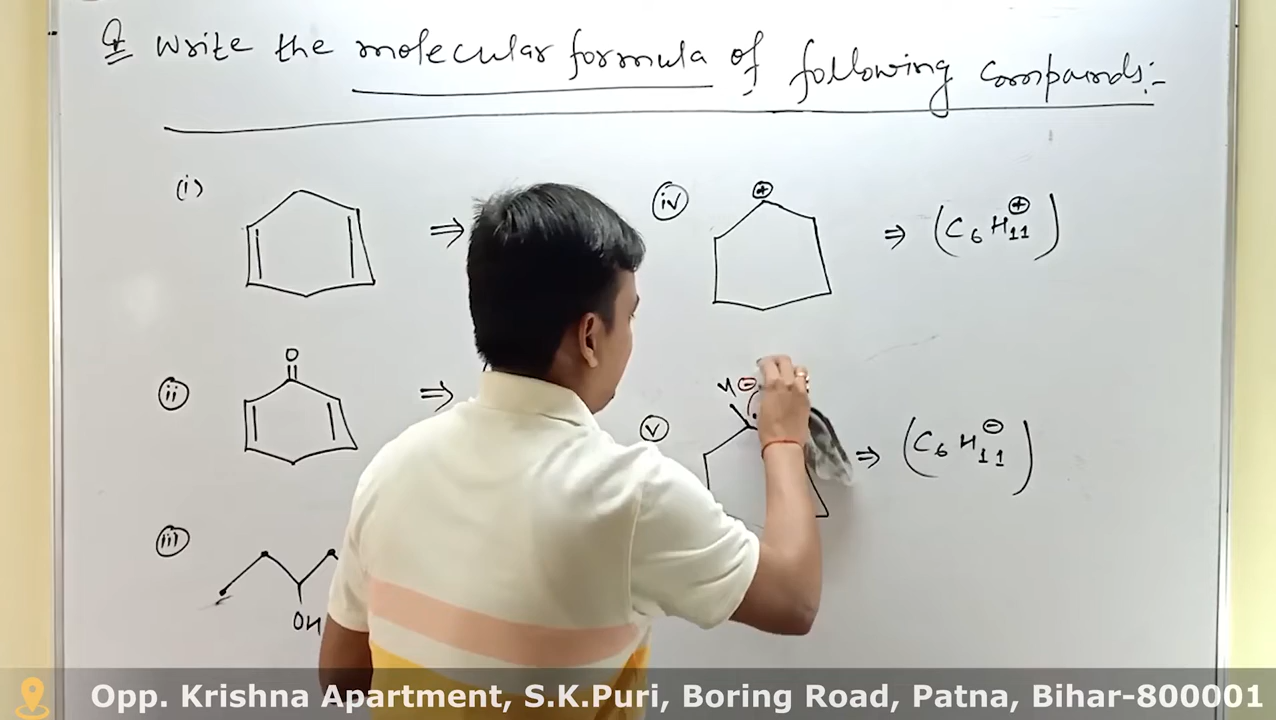 Q Write the molecular formula of following compounds:-
(i) ⇒
(ii) O ⇒
(iii) OH
(iv) ⊕ ⇒ (C₆H₁₁⊕)
(v) H ⊖ ⇒ (C₆H₁₁⊖)
Opp. Krishna Apartment, S.K.Puri, Boring Road, Patna, Bihar-800001